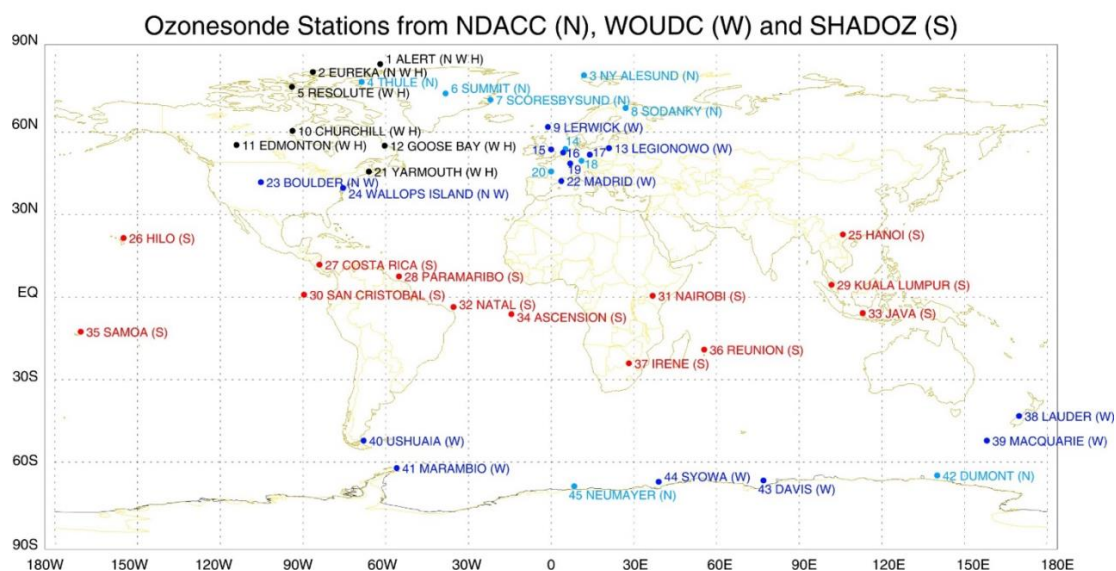 Ozonesonde Stations from NDACC (N), WOUDC (W) and SHADOZ (S)
90N
1 ALERT (N W H)
2 EUREKA (N W H)
3 NY ALESUND (N)
4 THULE (N)
5 RESOLUTE (W H)
6 SUMMIT (N)
7 SCORESBYSUND (N)
8 SODANKY (N)
60N
9 LERWICK (W)
10 CHURCHILL (W H)
11 EDMONTON (W H)
12 GOOSE BAY (W H)
14
15
16
17
13 LEGIONOWO (W)
18
19
20
21 YARMOUTH (W H)
22 MADRID (W)
23 BOULDER (N W)
24 WALLOPS ISLAND (N W)
30N
25 HANOI (S)
26 HILO (S)
27 COSTA RICA (S)
28 PARAMARIBO (S)
29 KUALA LUMPUR (S)
EQ
30 SAN CRISTOBAL (S)
31 NAIROBI (S)
32 NATAL (S)
33 JAVA (S)
34 ASCENSION (S)
35 SAMOA (S)
36 REUNION (S)
37 IRENE (S)
30S
38 LAUDER (W)
39 MACQUARIE (W)
40 USHUAIA (W)
60S
41 MARAMBIO (W)
42 DUMONT (N)
44 SYOWA (W)
43 DAVIS (W)
45 NEUMAYER (N)
90S
180W
150W
120W
90W
60W
30W
0
30E
60E
90E
120E
150E
180E